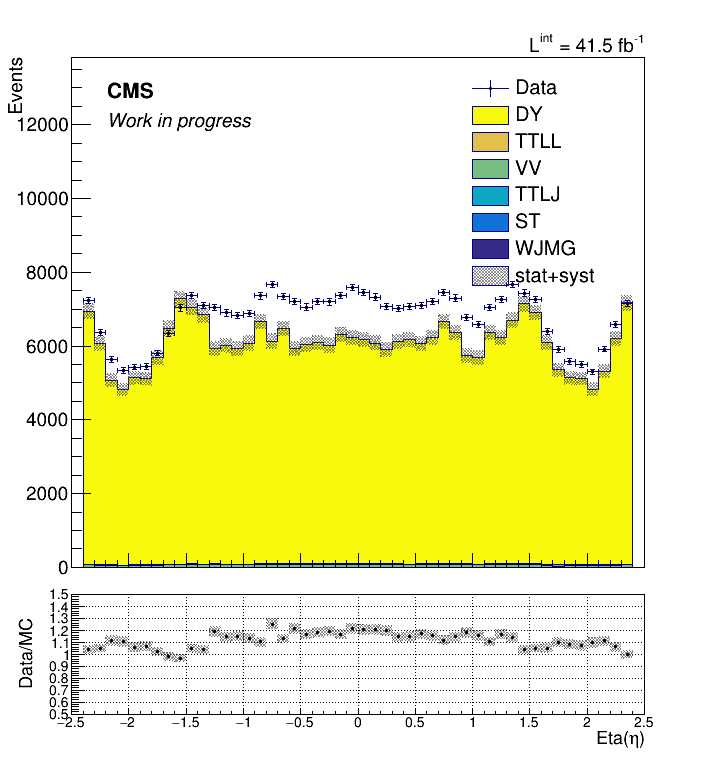 L^int = 41.5 fb^-1
Events
CMS
Work in progress
Data
DY
TTLL
VV
TTLJ
ST
WJMG
stat+syst
12000
10000
8000
6000
4000
2000
0
Data/MC
1.5
1.4
1.3
1.2
1.1
1
0.9
0.8
0.7
0.6
0.5
−2.5 −2 −1.5 −1 −0.5 0 0.5 1 1.5 2 2.5
Eta(η)